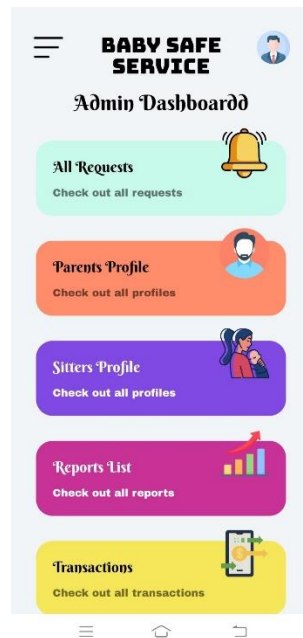 BABY SAFE
SERVICE
Admin Dashboardd
All Requests
Check out all requests
Parents Profile
Check out all profiles
Sitters Profile
Check out all profiles
Reports List
Check out all reports
Transactions
Check out all transactions